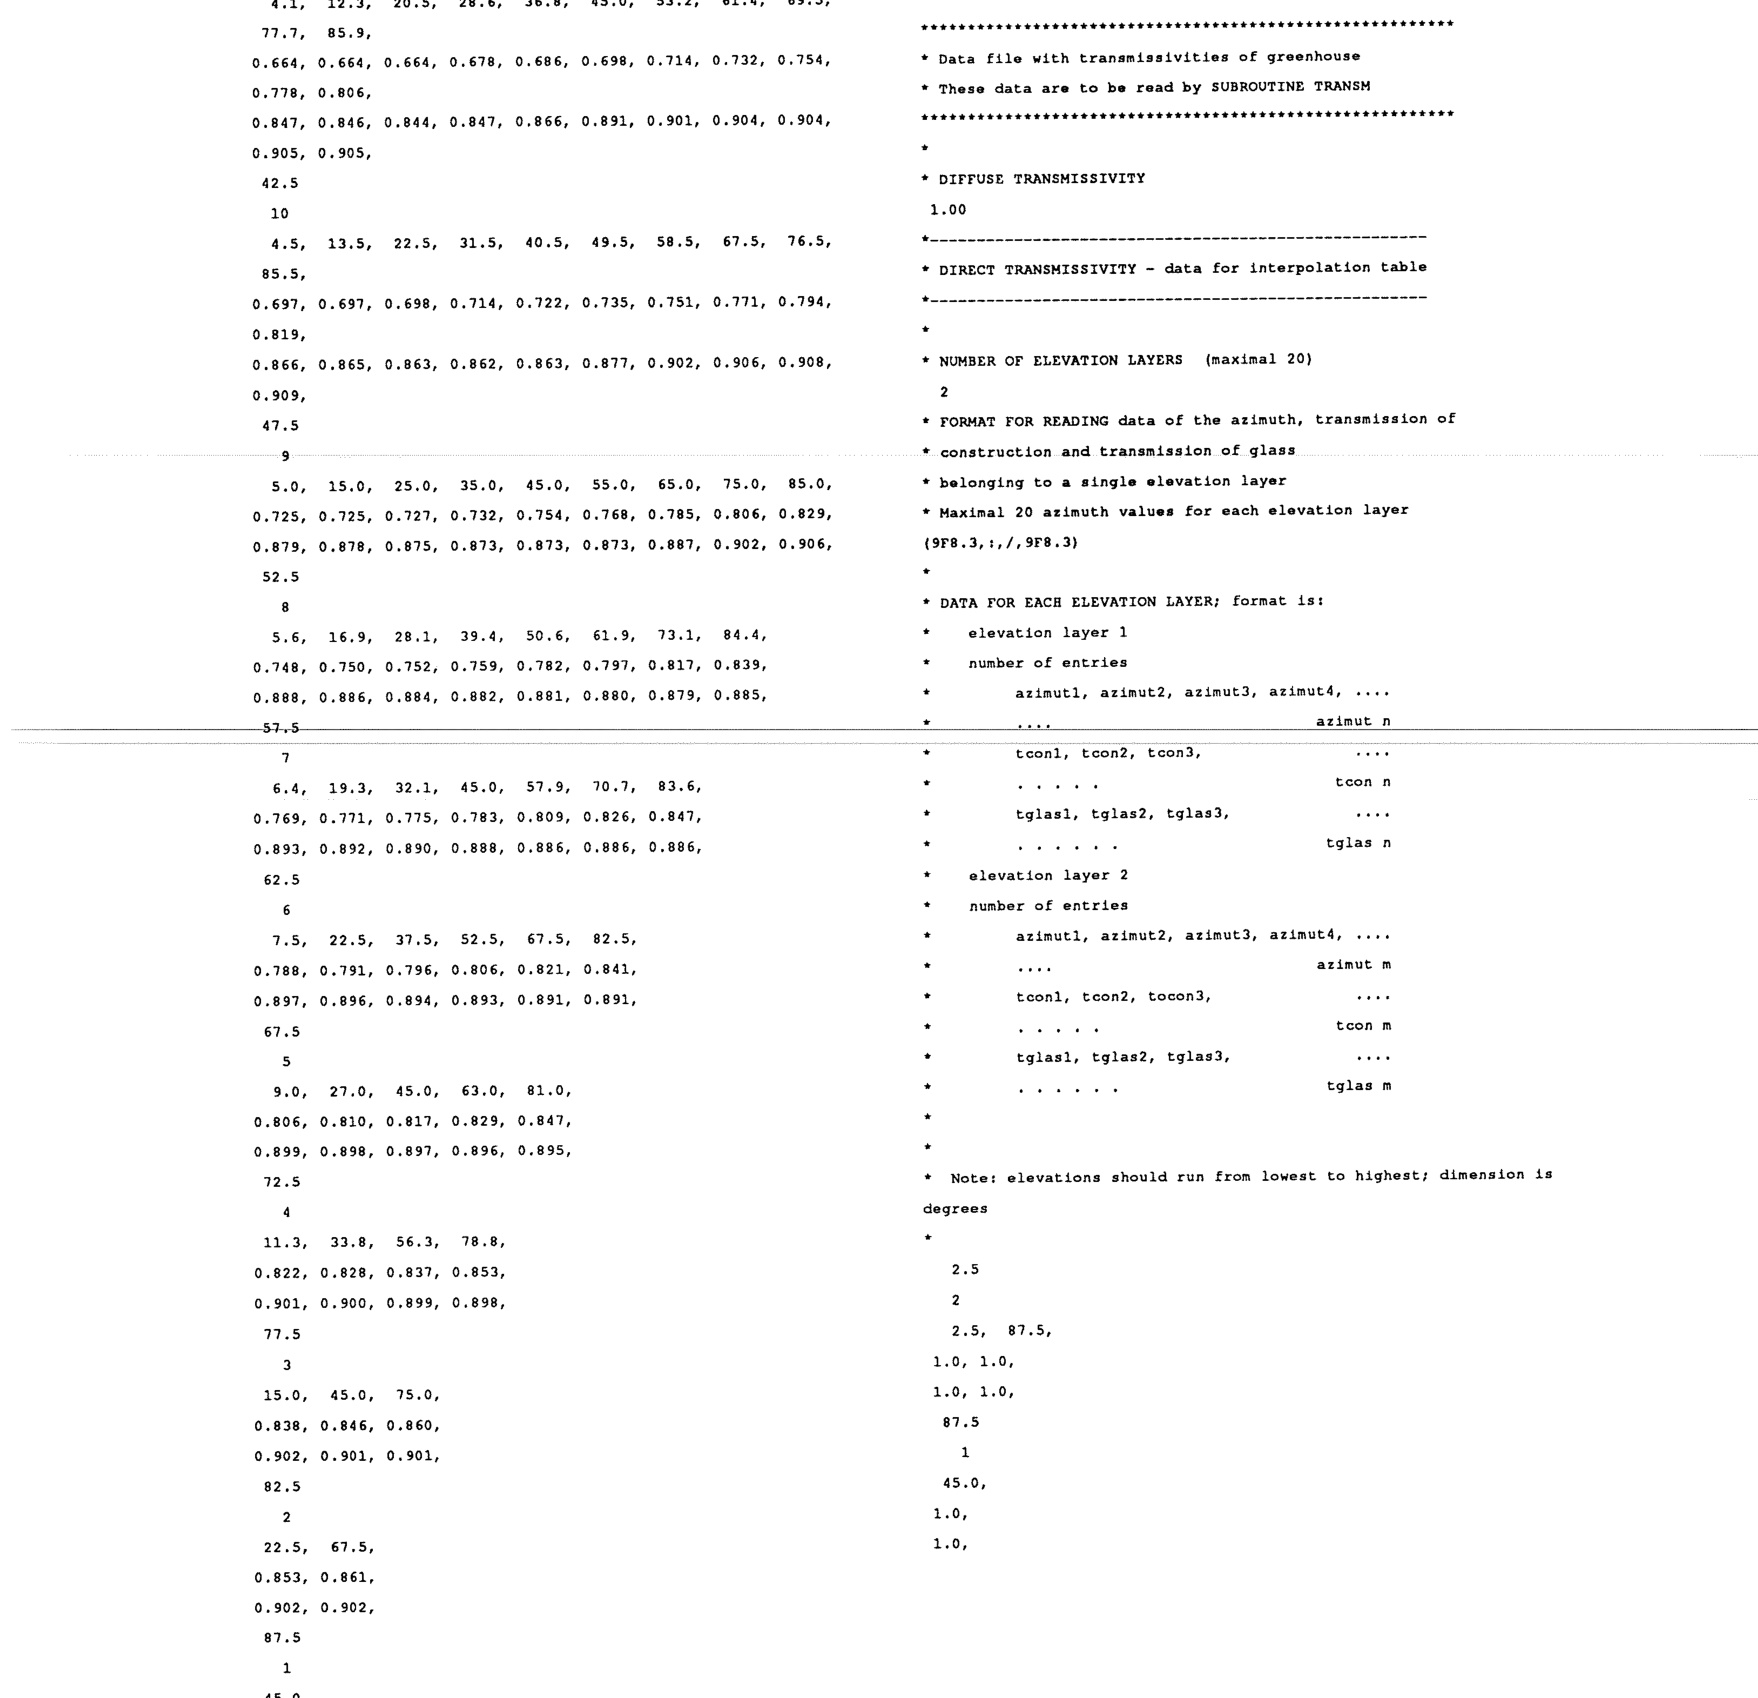 4.1, 12.3, 20.5, 28.6, 36.8, 45.0, 53.2, 61.4, 69.5,
77.7, 85.9,
0.664, 0.664, 0.664, 0.678, 0.686, 0.698, 0.714, 0.732, 0.754,
0.778, 0.806,
0.847, 0.846, 0.844, 0.847, 0.866, 0.891, 0.901, 0.904, 0.904,
0.905, 0.905,
42.5
10
4.5, 13.5, 22.5, 31.5, 40.5, 49.5, 58.5, 67.5, 76.5,
85.5,
0.697, 0.697, 0.698, 0.714, 0.722, 0.735, 0.751, 0.771, 0.794,
0.819,
0.866, 0.865, 0.863, 0.862, 0.863, 0.877, 0.902, 0.906, 0.908,
0.909,
47.5
9
5.0, 15.0, 25.0, 35.0, 45.0, 55.0, 65.0, 75.0, 85.0,
0.725, 0.725, 0.727, 0.732, 0.754, 0.768, 0.785, 0.806, 0.829,
0.879, 0.878, 0.875, 0.873, 0.873, 0.873, 0.887, 0.902, 0.906,
52.5
8
5.6, 16.9, 28.1, 39.4, 50.6, 61.9, 73.1, 84.4,
0.748, 0.750, 0.752, 0.759, 0.782, 0.797, 0.817, 0.839,
0.888, 0.886, 0.884, 0.882, 0.881, 0.880, 0.879, 0.885,
57.5
7
6.4, 19.3, 32.1, 45.0, 57.9, 70.7, 83.6,
0.769, 0.771, 0.775, 0.783, 0.809, 0.826, 0.847,
0.893, 0.892, 0.890, 0.888, 0.886, 0.886, 0.886,
62.5
6
7.5, 22.5, 37.5, 52.5, 67.5, 82.5,
0.788, 0.791, 0.796, 0.806, 0.821, 0.841,
0.897, 0.896, 0.894, 0.893, 0.891, 0.891,
67.5
5
9.0, 27.0, 45.0, 63.0, 81.0,
0.806, 0.810, 0.817, 0.829, 0.847,
0.899, 0.898, 0.897, 0.896, 0.895,
72.5
4
11.3, 33.8, 56.3, 78.8,
0.822, 0.828, 0.837, 0.853,
0.901, 0.900, 0.899, 0.898,
77.5
3
15.0, 45.0, 75.0,
0.838, 0.846, 0.860,
0.902, 0.901, 0.901,
82.5
2
22.5, 67.5,
0.853, 0.861,
0.902, 0.902,
87.5
1
45.0
*********************************************************
* Data file with transmissivities of greenhouse
* These data are to be read by SUBROUTINE TRANSM
*********************************************************
*
* DIFFUSE TRANSMISSIVITY
1.00
*-----------------------------------------------------
* DIRECT TRANSMISSIVITY - data for interpolation table
*-----------------------------------------------------
*
* NUMBER OF ELEVATION LAYERS (maximal 20)
2
* FORMAT FOR READING data of the azimuth, transmission of
* construction and transmission of glass
* belonging to a single elevation layer
* Maximal 20 azimuth values for each elevation layer
(9F8.3,:,/,9F8.3)
*
* DATA FOR EACH ELEVATION LAYER; format is:
* elevation layer 1
* number of entries
* azimut1, azimut2, azimut3, azimut4, ....
* .... azimut n
* tcon1, tcon2, tcon3, ....
* . . . . . tcon n
* tglas1, tglas2, tglas3, ....
* . . . . . . tglas n
* elevation layer 2
* number of entries
* azimut1, azimut2, azimut3, azimut4, ....
* .... azimut m
* tcon1, tcon2, tocon3, ....
* . . . . . tcon m
* tglas1, tglas2, tglas3, ....
* . . . . . . tglas m
*
*
* Note: elevations should run from lowest to highest; dimension is
degrees
*
2.5
2
2.5, 87.5,
1.0, 1.0,
1.0, 1.0,
87.5
1
45.0,
1.0,
1.0,